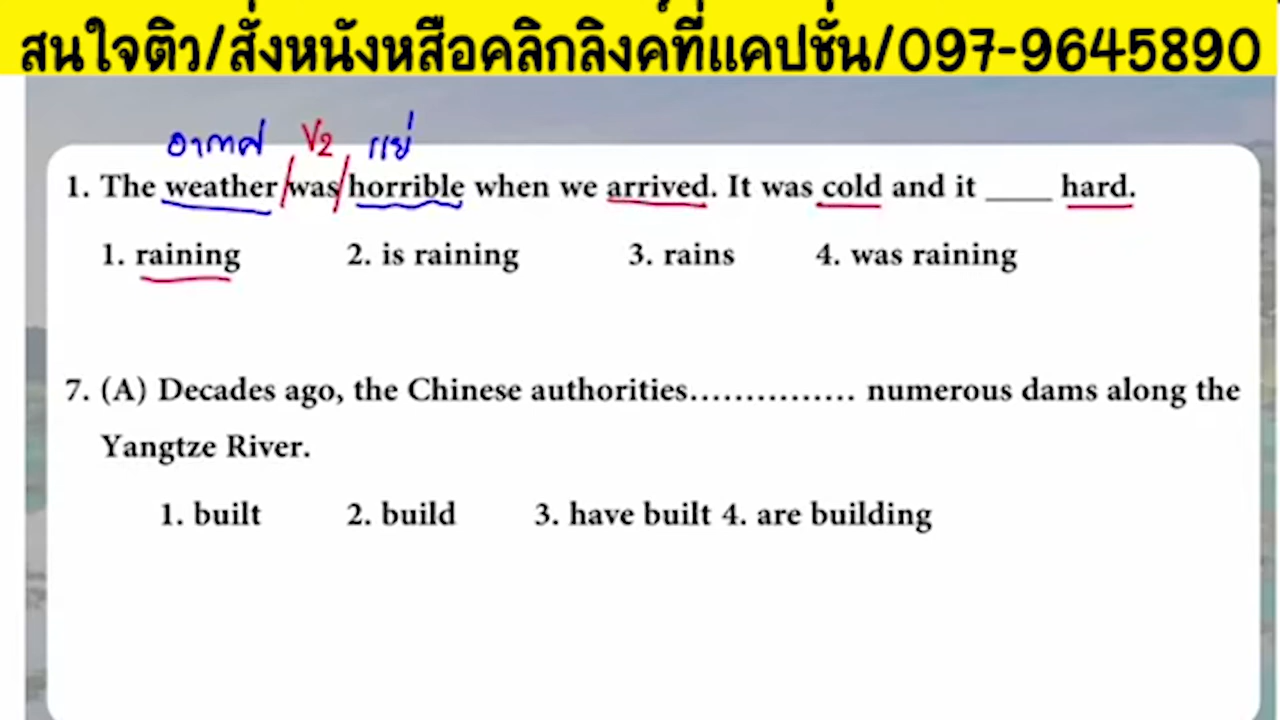 สนใจติว/สั่งหนังหสือคลิกลิงค์ที่แคปชั่น/097-9645890
อากาศ V2 แย่
1. The weather/was/horrible when we arrived. It was cold and it ____ hard.
1. raining 2. is raining 3. rains 4. was raining
7. (A) Decades ago, the Chinese authorities............... numerous dams along the
Yangtze River.
1. built 2. build 3. have built 4. are building